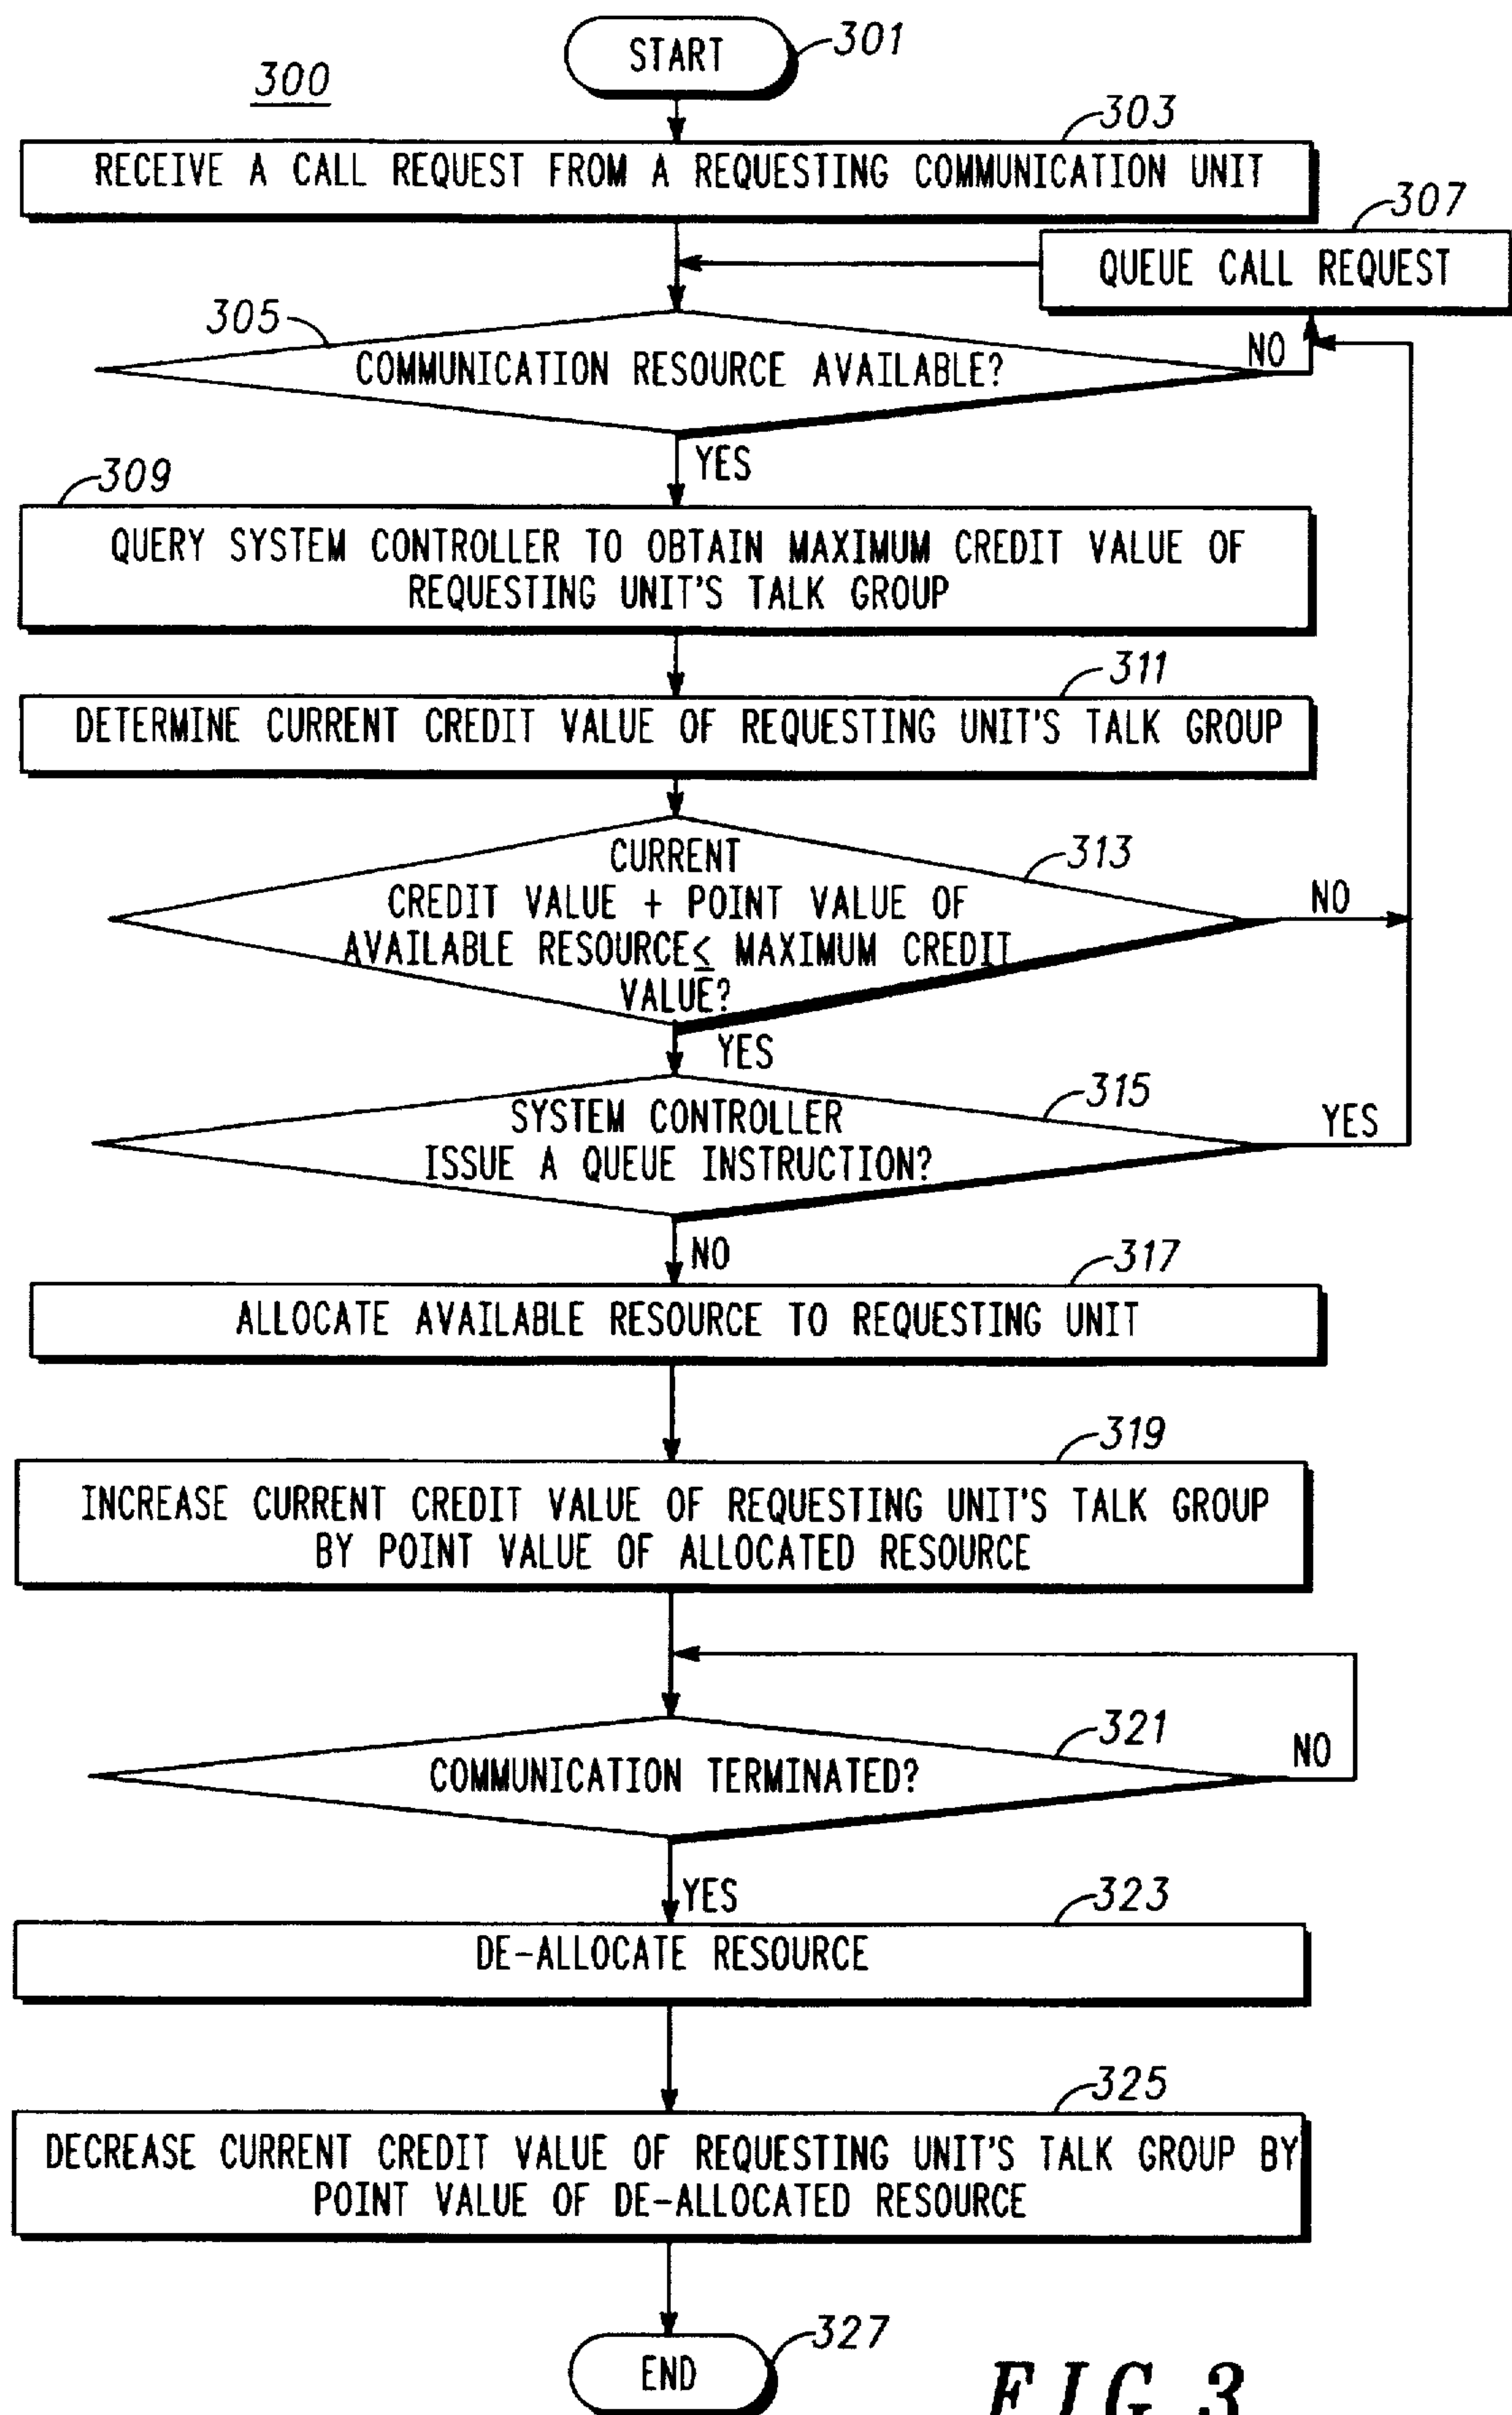 START
301
300
303
RECEIVE A CALL REQUEST FROM A REQUESTING COMMUNICATION UNIT
307
QUEUE CALL REQUEST
305
COMMUNICATION RESOURCE AVAILABLE?
NO
YES
309
QUERY SYSTEM CONTROLLER TO OBTAIN MAXIMUM CREDIT VALUE OF
REQUESTING UNIT'S TALK GROUP
311
DETERMINE CURRENT CREDIT VALUE OF REQUESTING UNIT'S TALK GROUP
313
CURRENT
CREDIT VALUE + POINT VALUE OF
AVAILABLE RESOURCE≤ MAXIMUM CREDIT
VALUE?
NO
YES
315
SYSTEM CONTROLLER
ISSUE A QUEUE INSTRUCTION?
YES
NO
317
ALLOCATE AVAILABLE RESOURCE TO REQUESTING UNIT
319
INCREASE CURRENT CREDIT VALUE OF REQUESTING UNIT'S TALK GROUP
BY POINT VALUE OF ALLOCATED RESOURCE
321
COMMUNICATION TERMINATED?
NO
YES
323
DE-ALLOCATE RESOURCE
325
DECREASE CURRENT CREDIT VALUE OF REQUESTING UNIT'S TALK GROUP BY
POINT VALUE OF DE-ALLOCATED RESOURCE
327
END
FIG.3